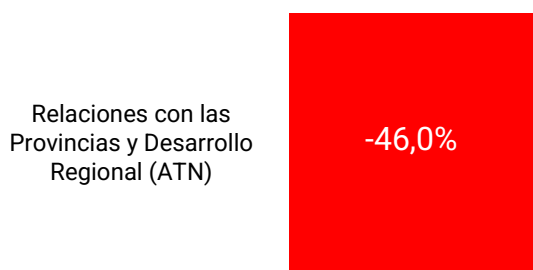 Relaciones con las
Provincias y Desarrollo
Regional (ATN)
-46,0%